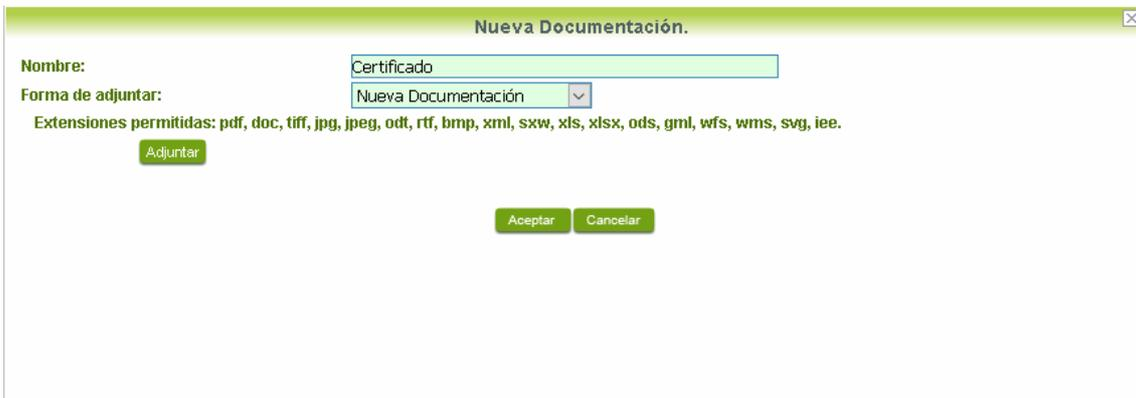 Nueva Documentación.
Nombre: Certificado
Forma de adjuntar: Nueva Documentación
Extensiones permitidas: pdf, doc, tiff, jpg, jpeg, odt, rtf, bmp, xml, sxw, xls, xlsx, ods, gml, wfs, wms, svg, iee.
Adjuntar
Aceptar Cancelar